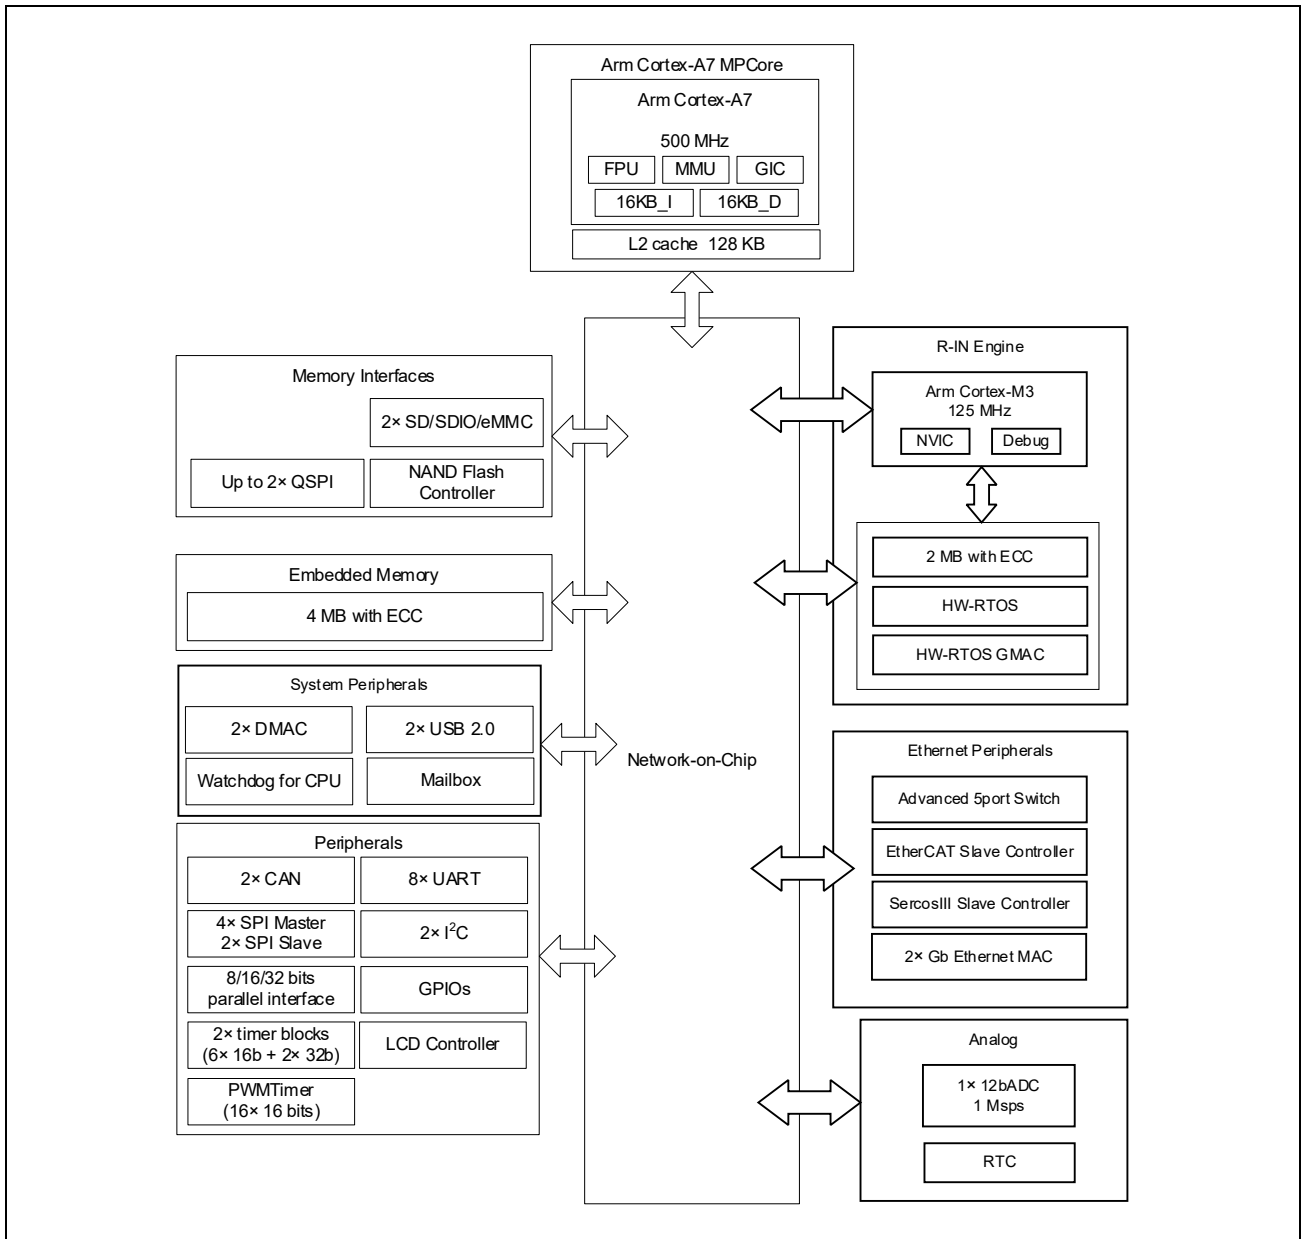 Arm Cortex-A7 MPCore
Arm Cortex-A7
500 MHz
FPU
MMU
GIC
16KB_I
16KB_D
L2 cache 128 KB
Memory Interfaces
2× SD/SDIO/eMMC
Up to 2× QSPI
NAND Flash
Controller
Embedded Memory
4 MB with ECC
System Peripherals
2× DMAC
2× USB 2.0
Watchdog for CPU
Mailbox
Peripherals
2× CAN
8× UART
4× SPI Master
2× SPI Slave
2× I²C
8/16/32 bits
parallel interface
GPIOs
2× timer blocks
(6× 16b + 2× 32b)
LCD Controller
PWMTimer
(16× 16 bits)
Network-on-Chip
R-IN Engine
Arm Cortex-M3
125 MHz
NVIC
Debug
2 MB with ECC
HW-RTOS
HW-RTOS GMAC
Ethernet Peripherals
Advanced 5port Switch
EtherCAT Slave Controller
SercosIII Slave Controller
2× Gb Ethernet MAC
Analog
1× 12bADC
1 Msps
RTC